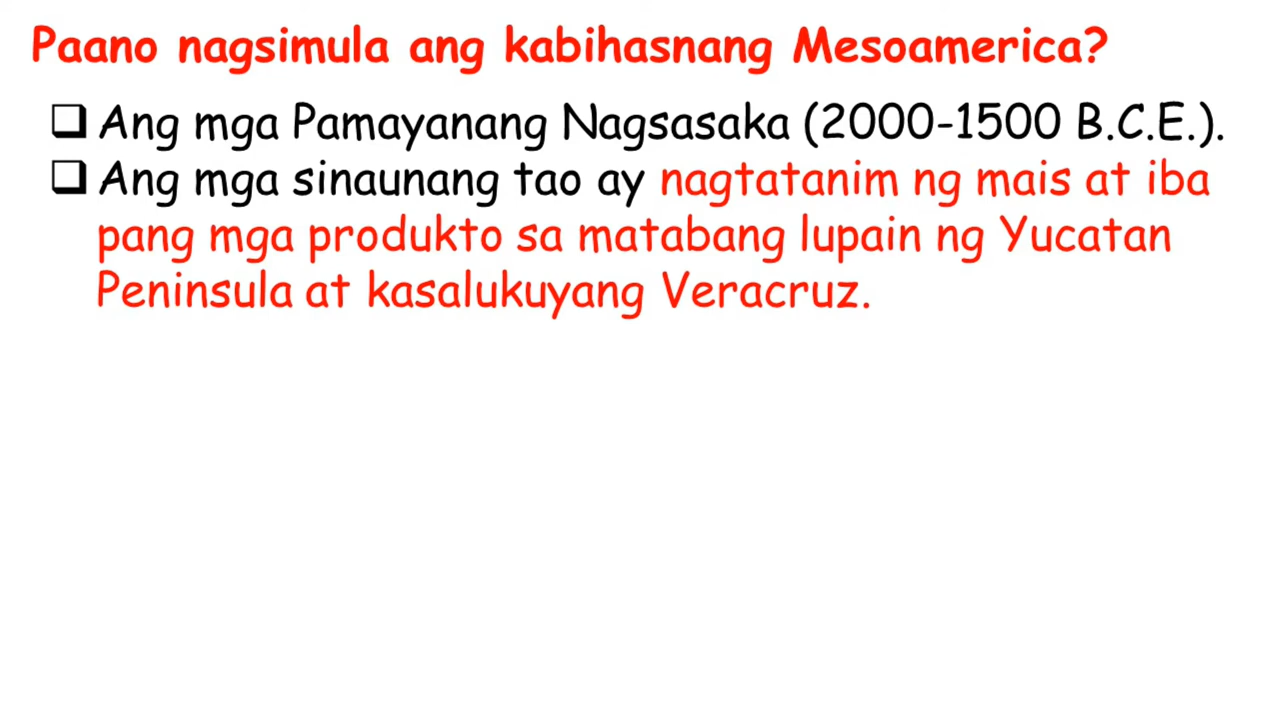 Paano nagsimula ang kabihasnang Mesoamerica?
❑ Ang mga Pamayanang Nagsasaka (2000-1500 B.C.E.).
❑ Ang mga sinaunang tao ay nagtatanim ng mais at iba
pang mga produkto sa matabang lupain ng Yucatan
Peninsula at kasalukuyang Veracruz.